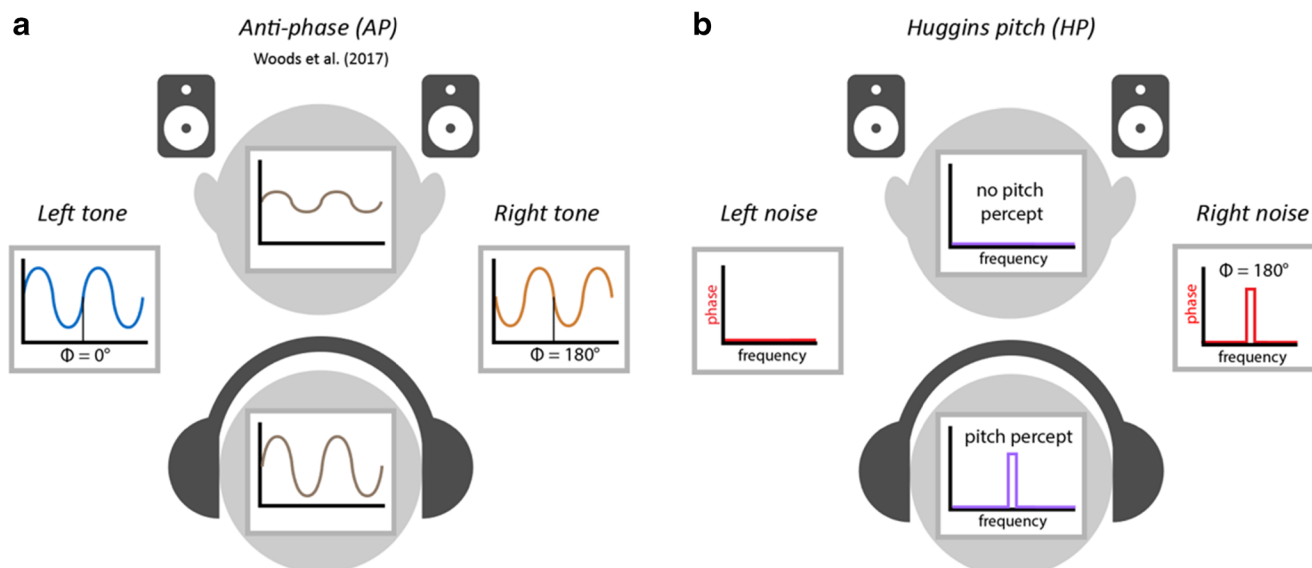 a
Anti-phase (AP)
Woods et al. (2017)
Left tone
Right tone
Φ = 0°
Φ = 180°
b
Huggins pitch (HP)
no pitch
percept
frequency
Left noise
Right noise
phase
frequency
Φ = 180°
phase
frequency
pitch percept
frequency